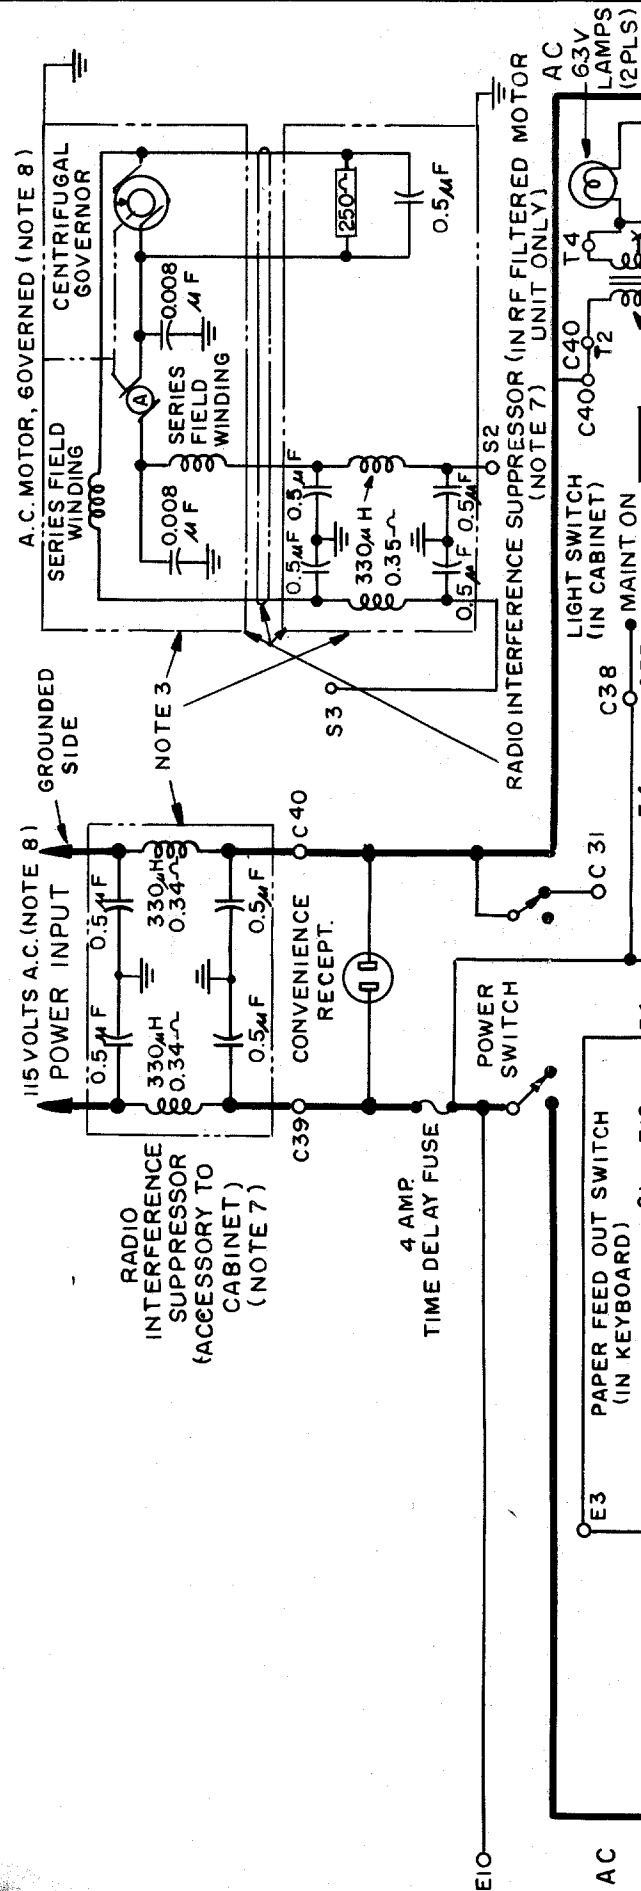 115 VOLTS A.C. (NOTE 8)
POWER INPUT
GROUNDED
SIDE
0.5μF
0.5μF
330μH
0.34~
330μH
0.34~
0.5μF
0.5μF
RADIO
INTERFERENCE
SUPPRESSOR
(ACCESSORY TO
CABINET)
(NOTE 7)
NOTE 3
C39
C40
CONVENIENCE
RECEPT.
4 AMP.
TIME DELAY FUSE
POWER
SWITCH
C31
E10
AC
E3
PAPER FEED OUT SWITCH
(IN KEYBOARD)
A.C. MOTOR, GOVERNED (NOTE 8)
SERIES FIELD
WINDING
CENTRIFUGAL
GOVERNOR
A
0.008
μF
0.008
μF
SERIES
FIELD
WINDING
250~
0.5μF
0.5μF
0.5μF
330μH
0.35~
0.5μF
0.5μF
S3
S2
RADIO INTERFERENCE SUPPRESSOR (IN RF FILTERED MOTOR
UNIT ONLY)
(NOTE 7)
LIGHT SWITCH
(IN CABINET)
C38
MAINT ON
C40
C40
T2
T4
AC
6.3V
LAMPS
(2PLS)